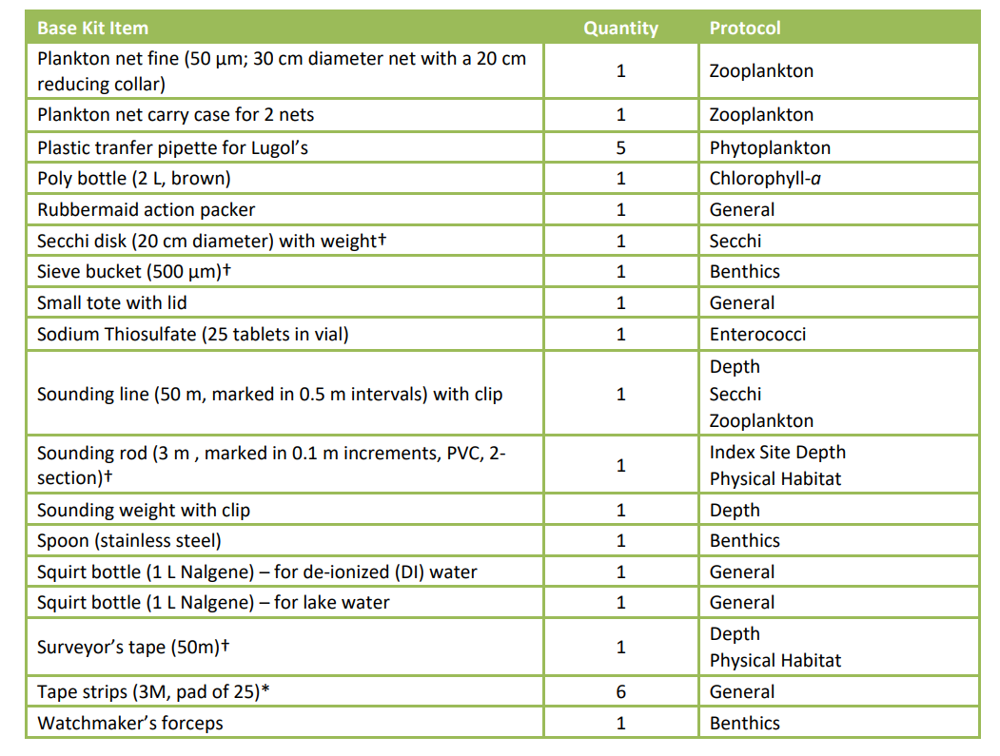 Base Kit Item Quantity Protocol
Plankton net fine (50 µm; 30 cm diameter net with a 20 cm
reducing collar) 1 Zooplankton
Plankton net carry case for 2 nets 1 Zooplankton
Plastic tranfer pipette for Lugol’s 5 Phytoplankton
Poly bottle (2 L, brown) 1 Chlorophyll-a
Rubbermaid action packer 1 General
Secchi disk (20 cm diameter) with weight† 1 Secchi
Sieve bucket (500 µm)† 1 Benthics
Small tote with lid 1 General
Sodium Thiosulfate (25 tablets in vial) 1 Enterococci
Sounding line (50 m, marked in 0.5 m intervals) with clip 1 Depth
Secchi
Zooplankton
Sounding rod (3 m , marked in 0.1 m increments, PVC, 2-
section)† 1 Index Site Depth
Physical Habitat
Sounding weight with clip 1 Depth
Spoon (stainless steel) 1 Benthics
Squirt bottle (1 L Nalgene) – for de-ionized (DI) water 1 General
Squirt bottle (1 L Nalgene) – for lake water 1 General
Surveyor’s tape (50m)† 1 Depth
Physical Habitat
Tape strips (3M, pad of 25)* 6 General
Watchmaker’s forceps 1 Benthics